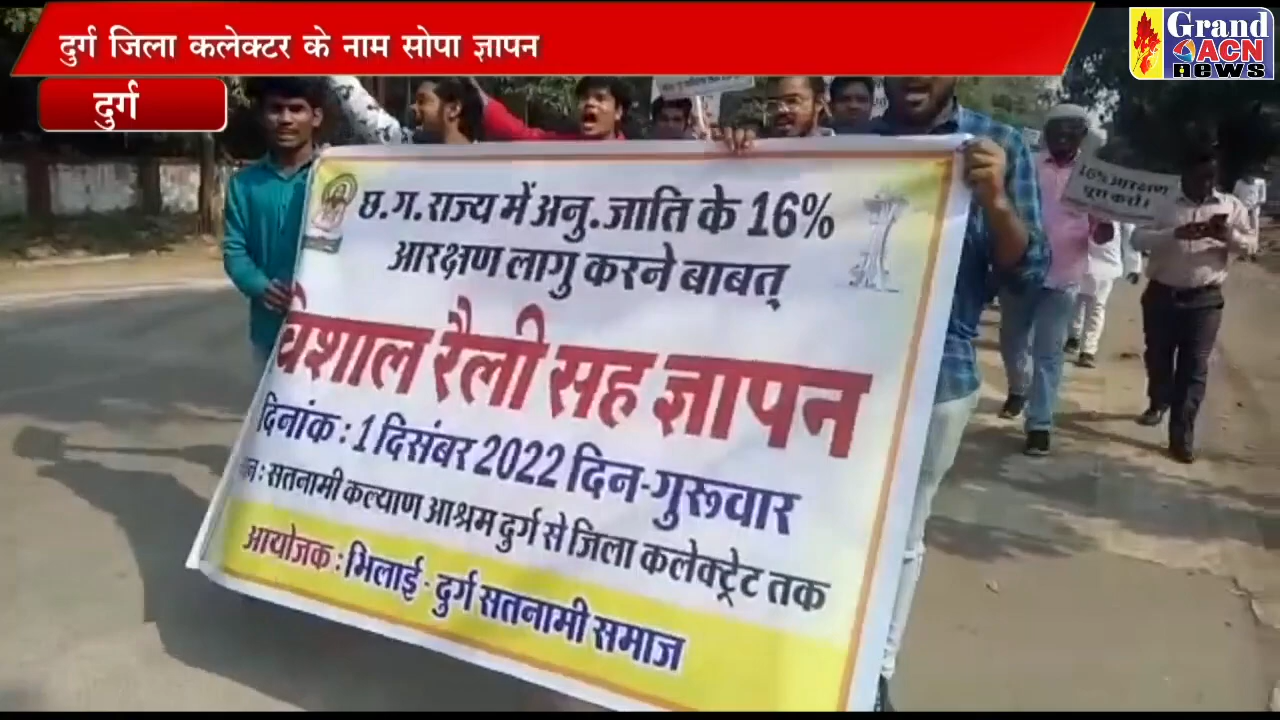 दुर्ग जिला कलेक्टर के नाम सोपा ज्ञापन
Grand
ACN
news
दुर्ग
छ.ग.राज्य में अनु.जाति के 16%
आरक्षण लागु करने बाबत्
विशाल रैली सह ज्ञापन
दिनांक : 1 दिसंबर 2022 दिन-गुरूवार
: सतनामी कल्याण आश्रम दुर्ग से जिला कलेक्ट्रेट तक
आयोजक : भिलाई - दुर्ग सतनामी समाज
16% आरक्षण
पूरा करो।